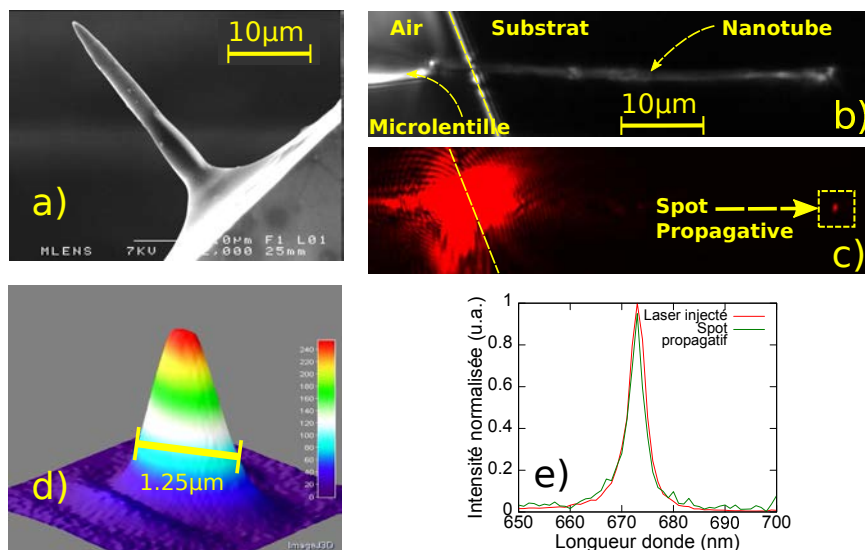 10µm
a)
MLENS
7KV
25mm
F1 L01
Air
Substrat
Nanotube
10µm
Microlentille
b)
Spot
Propagative
c)
240
220
200
180
160
140
120
100
80
60
40
20
0
1.25µm
d)
ImageJ3D
Intensité normalisée (u.a.)
1
0.8
0.6
0.4
0.2
0
Laser injecté
Spot
propagatif
e)
650
660
670
680
690
700
Longueur donde (nm)